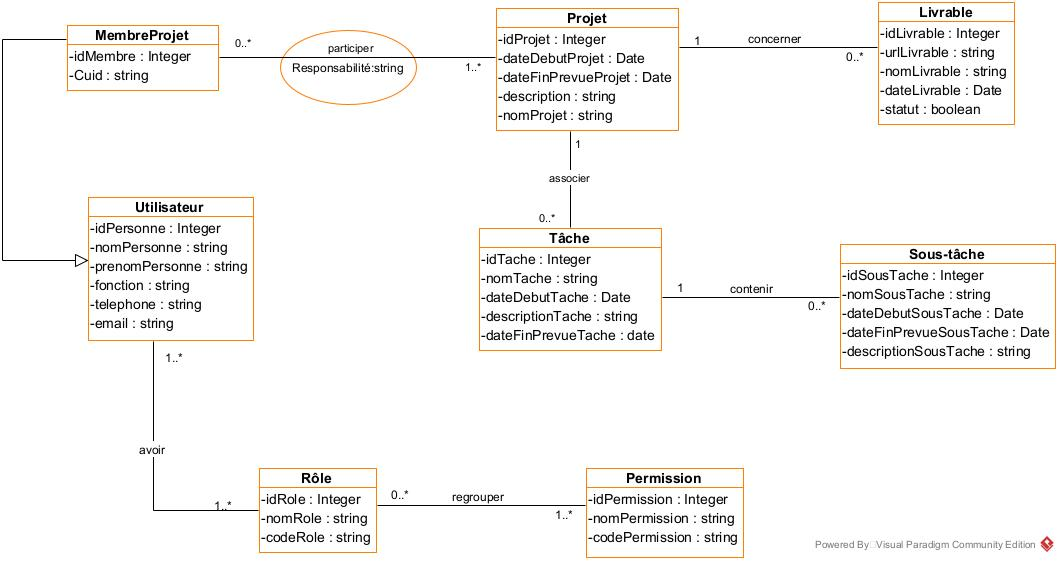 MembreProjet
-idMembre : Integer
-Cuid : string
0..*
participer
Responsabilité:string
1..*
Projet
-idProjet : Integer
-dateDebutProjet : Date
-dateFinPrevueProjet : Date
-description : string
-nomProjet : string
1
concerner
0..*
Livrable
-idLivrable : Integer
-urlLivrable : string
-nomLivrable : string
-dateLivrable : Date
-statut : boolean
1
associer
0..*
Utilisateur
-idPersonne : Integer
-nomPersonne : string
-prenomPersonne : string
-fonction : string
-telephone : string
-email : string
Tâche
-idTache : Integer
-nomTache : string
-dateDebutTache : Date
-descriptionTache : string
-dateFinPrevueTache : date
1
contenir
0..*
Sous-tâche
-idSousTache : Integer
-nomSousTache : string
-dateDebutSousTache : Date
-dateFinPrevueSousTache : Date
-descriptionSousTache : string
1..*
avoir
1..*
Rôle
-idRole : Integer
-nomRole : string
-codeRole : string
0..*
regrouper
1..*
Permission
-idPermission : Integer
-nomPermission : string
-codePermission : string
Powered By Visual Paradigm Community Edition